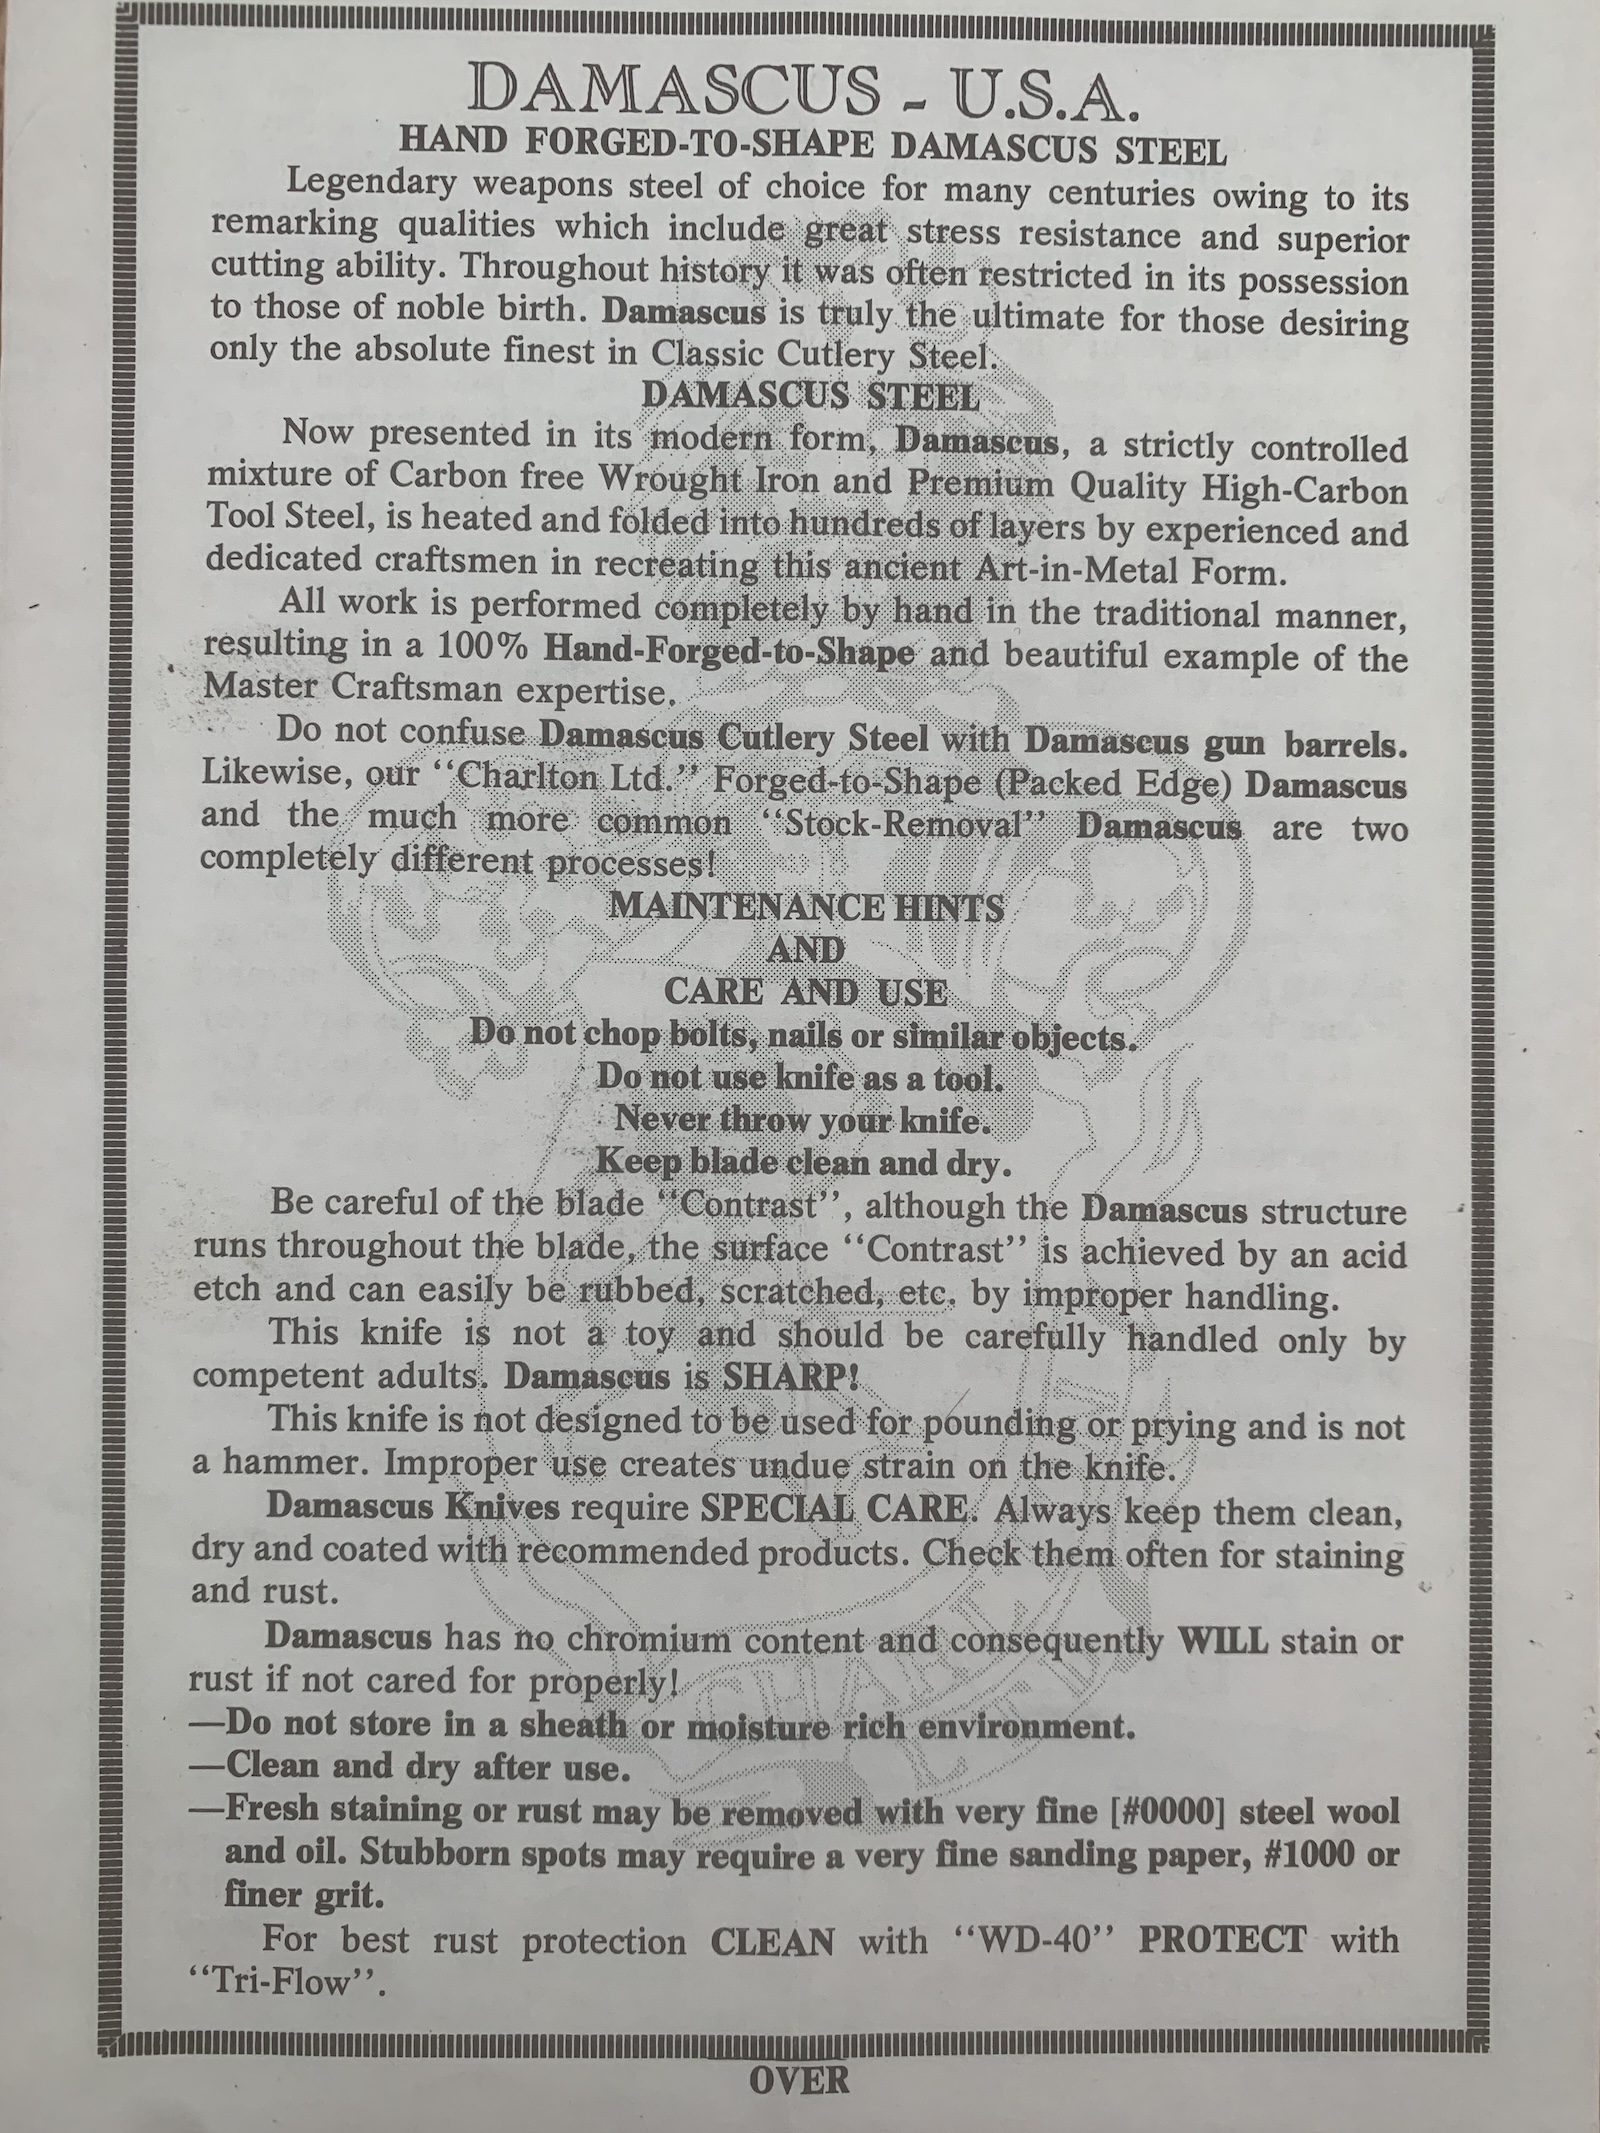 DAMASCUS - U.S.A.
HAND FORGED-TO-SHAPE DAMASCUS STEEL
Legendary weapons steel of choice for many centuries owing to its
remarking qualities which include great stress resistance and superior
cutting ability. Throughout history it was often restricted in its possession
to those of noble birth. Damascus is truly the ultimate for those desiring
only the absolute finest in Classic Cutlery Steel.
DAMASCUS STEEL
Now presented in its modern form, Damascus, a strictly controlled
mixture of Carbon free Wrought Iron and Premium Quality High-Carbon
Tool Steel, is heated and folded into hundreds of layers by experienced and
dedicated craftsmen in recreating this ancient Art-in-Metal Form.
All work is performed completely by hand in the traditional manner,
resulting in a 100% Hand-Forged-to-Shape and beautiful example of the
Master Craftsman expertise.
Do not confuse Damascus Cutlery Steel with Damascus gun barrels.
Likewise, our "Charlton Ltd." Forged-to-Shape (Packed Edge) Damascus
and the much more common "Stock-Removal" Damascus are two
completely different processes!
MAINTENANCE HINTS
AND
CARE AND USE
Do not chop bolts, nails or similar objects.
Do not use knife as a tool.
Never throw your knife.
Keep blade clean and dry.
Be careful of the blade "Contrast", although the Damascus structure
runs throughout the blade, the surface "Contrast" is achieved by an acid
etch and can easily be rubbed, scratched, etc. by improper handling.
This knife is not a toy and should be carefully handled only by
competent adults. Damascus is SHARP!
This knife is not designed to be used for pounding or prying and is not
a hammer. Improper use creates undue strain on the knife.
Damascus Knives require SPECIAL CARE. Always keep them clean,
dry and coated with recommended products. Check them often for staining
and rust.
Damascus has no chromium content and consequently WILL stain or
rust if not cared for properly!
—Do not store in a sheath or moisture rich environment.
—Clean and dry after use.
—Fresh staining or rust may be removed with very fine [#0000] steel wool
and oil. Stubborn spots may require a very fine sanding paper, #1000 or
finer grit.
For best rust protection CLEAN with "WD-40" PROTECT with
"Tri-Flow".
OVER